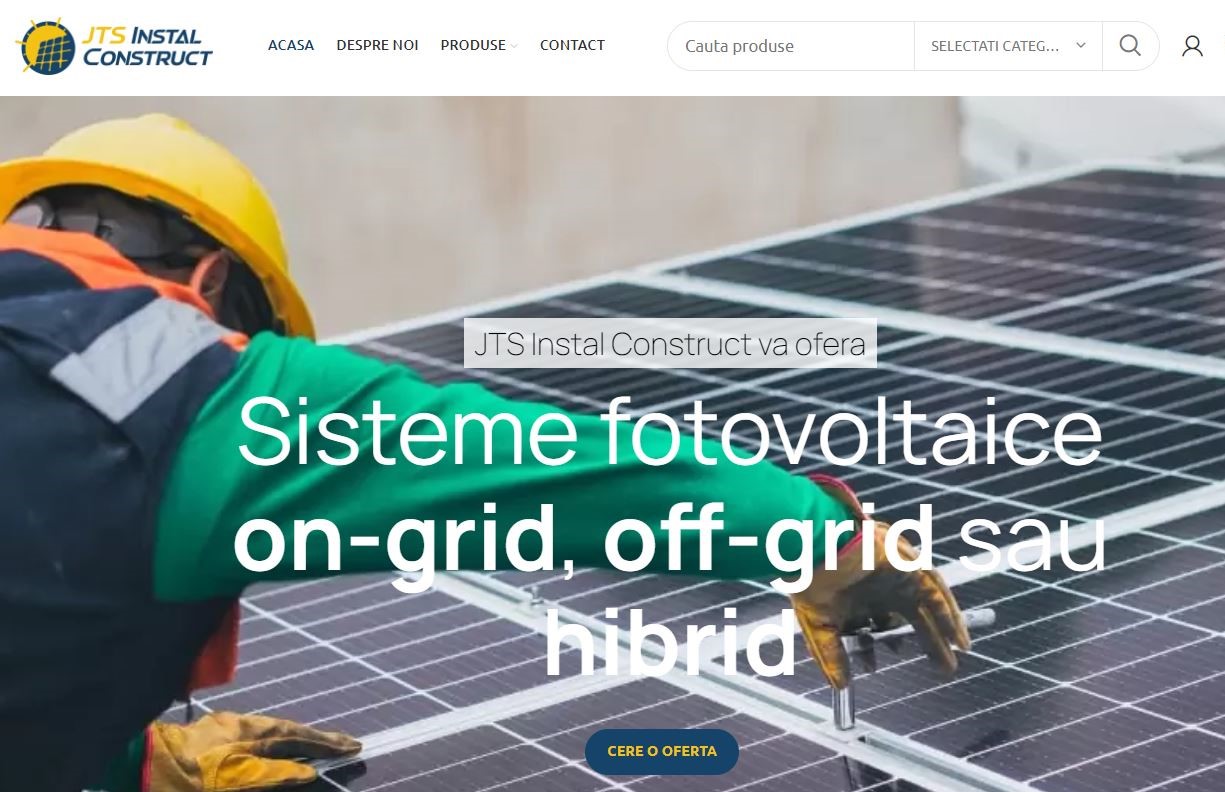 JTS INSTAL
CONSTRUCT
ACASA
DESPRE NOI
PRODUSE
CONTACT
Cauta produse
SELECTATI CATEG...
JTS Instal Construct va ofera
Sisteme fotovoltaice
on-grid, off-grid sau
hibrid
CERE O OFERTA